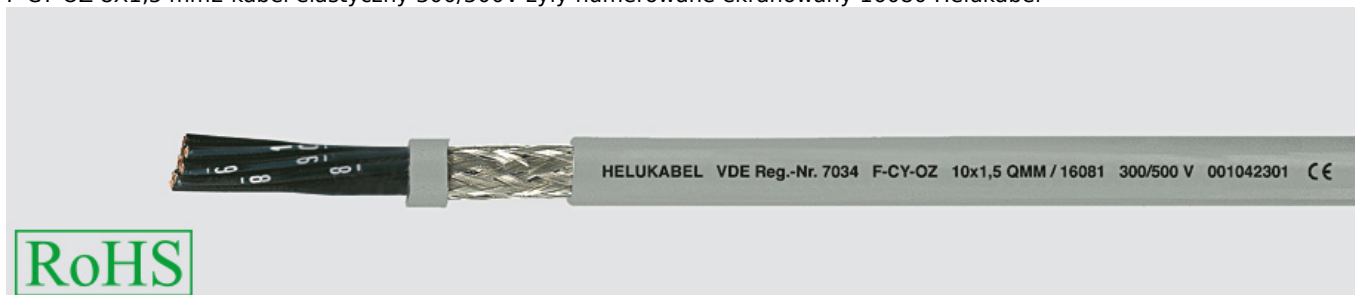 HELUKABEL VDE Reg.-Nr. 7034 F-CY-OZ 10x1,5 QMM / 16081 300/500 V 001042301 CE
RoHS